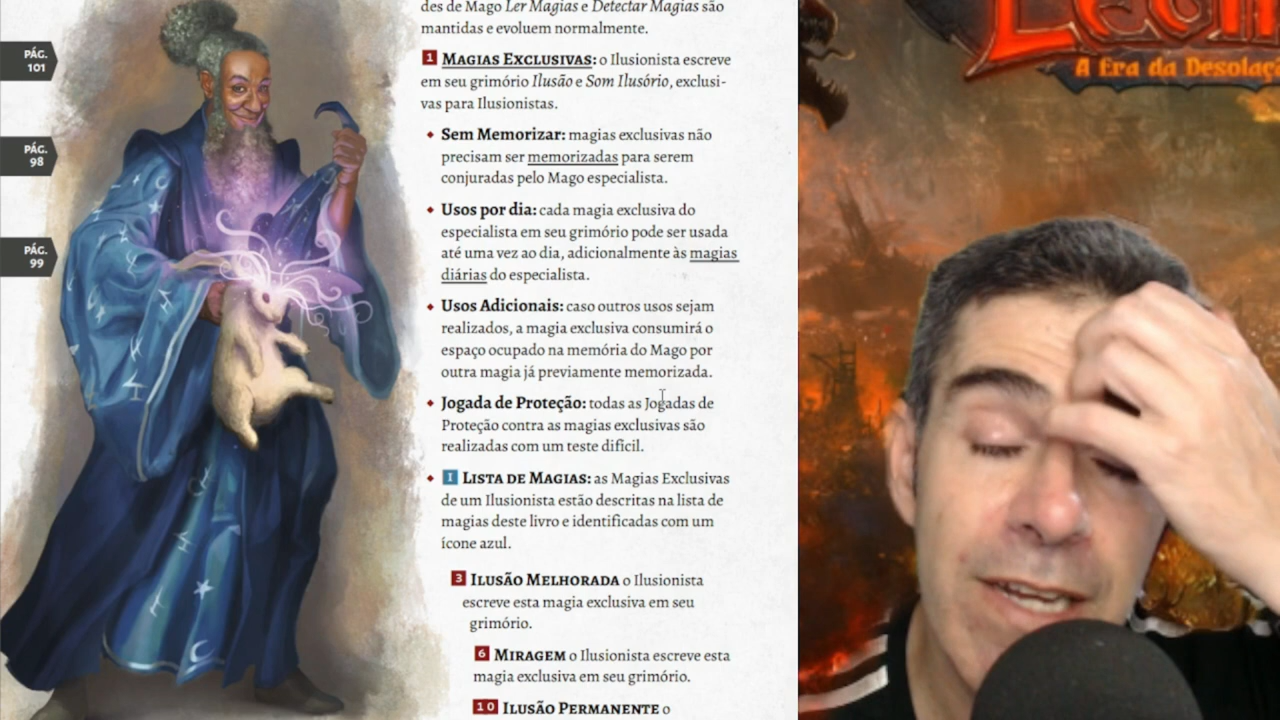 PÁG.
101
PÁG.
98
PÁG.
99
des de Mago Ler Magias e Detectar Magias são
mantidas e evoluem normalmente.
1 Magias Exclusivas: o Ilusionista escreve
em seu grimório Ilusão e Som Ilusório, exclusi-
vas para Ilusionistas.
Sem Memorizar: magias exclusivas não
precisam ser memorizadas para serem
conjuradas pelo Mago especialista.
Usos por dia: cada magia exclusiva do
especialista em seu grimório pode ser usada
até uma vez ao dia, adicionalmente às magias
diárias do especialista.
Usos Adicionais: caso outros usos sejam
realizados, a magia exclusiva consumirá o
espaço ocupado na memória do Mago por
outra magia já previamente memorizada.
Jogada de Proteção: todas as Jogadas de
Proteção contra as magias exclusivas são
realizadas com um teste difícil.
I Lista de Magias: as Magias Exclusivas
de um Ilusionista estão descritas na lista de
magias deste livro e identificadas com um
ícone azul.
3 Ilusão Melhorada o Ilusionista
escreve esta magia exclusiva em seu
grimório.
6 Miragem o Ilusionista escreve esta
magia exclusiva em seu grimório.
10 Ilusão Permanente o
A Era da